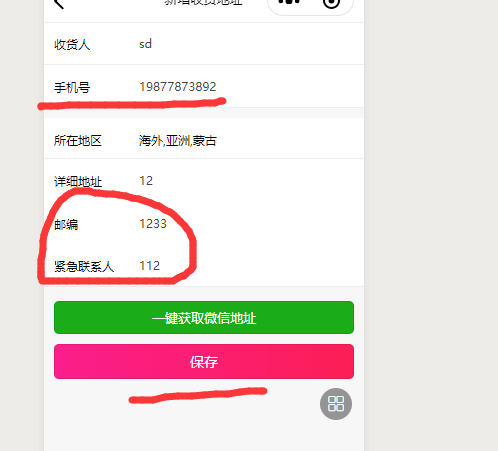 新增收货地址
收货人 sd
手机号 19877873892
所在地区 海外,亚洲,蒙古
详细地址 12
邮编 1233
紧急联系人 112
一键获取微信地址
保存